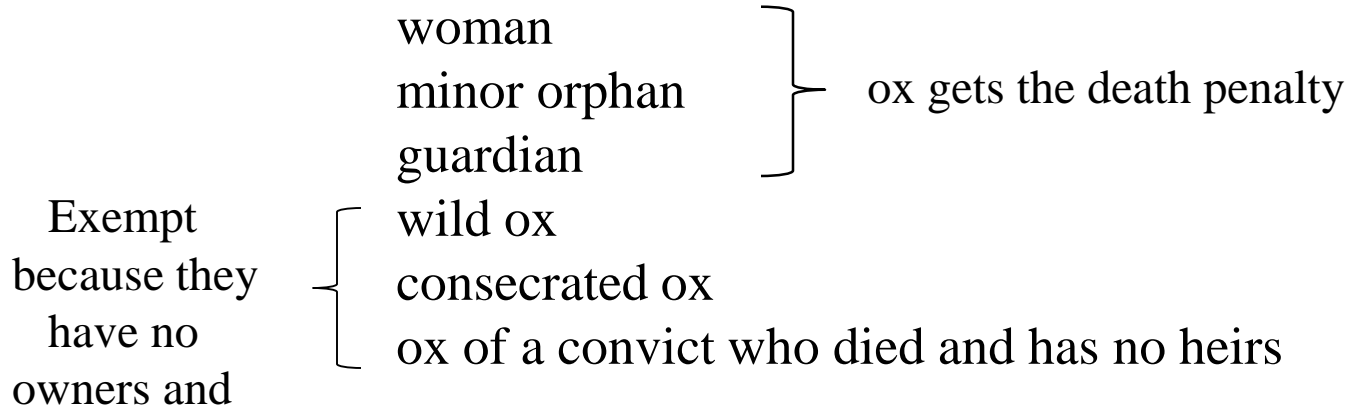 woman
minor orphan
guardian
ox gets the death penalty
wild ox
consecrated ox
ox of a convict who died and has no heirs
Exempt
because they
have no
owners and